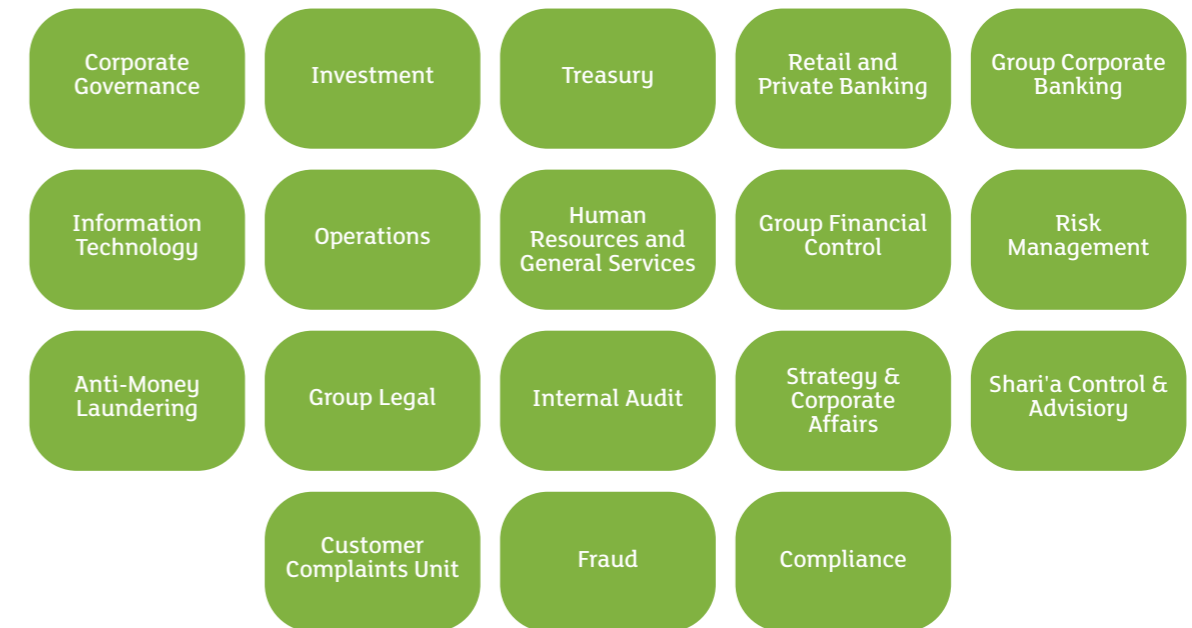 Corporate
Governance
Investment
Treasury
Retail and
Private Banking
Group Corporate
Banking
Information
Technology
Operations
Human
Resources and
General Services
Group Financial
Control
Risk
Management
Anti-Money
Laundering
Group Legal
Internal Audit
Strategy &
Corporate
Affairs
Shari'a Control &
Advisiory
Customer
Complaints Unit
Fraud
Compliance